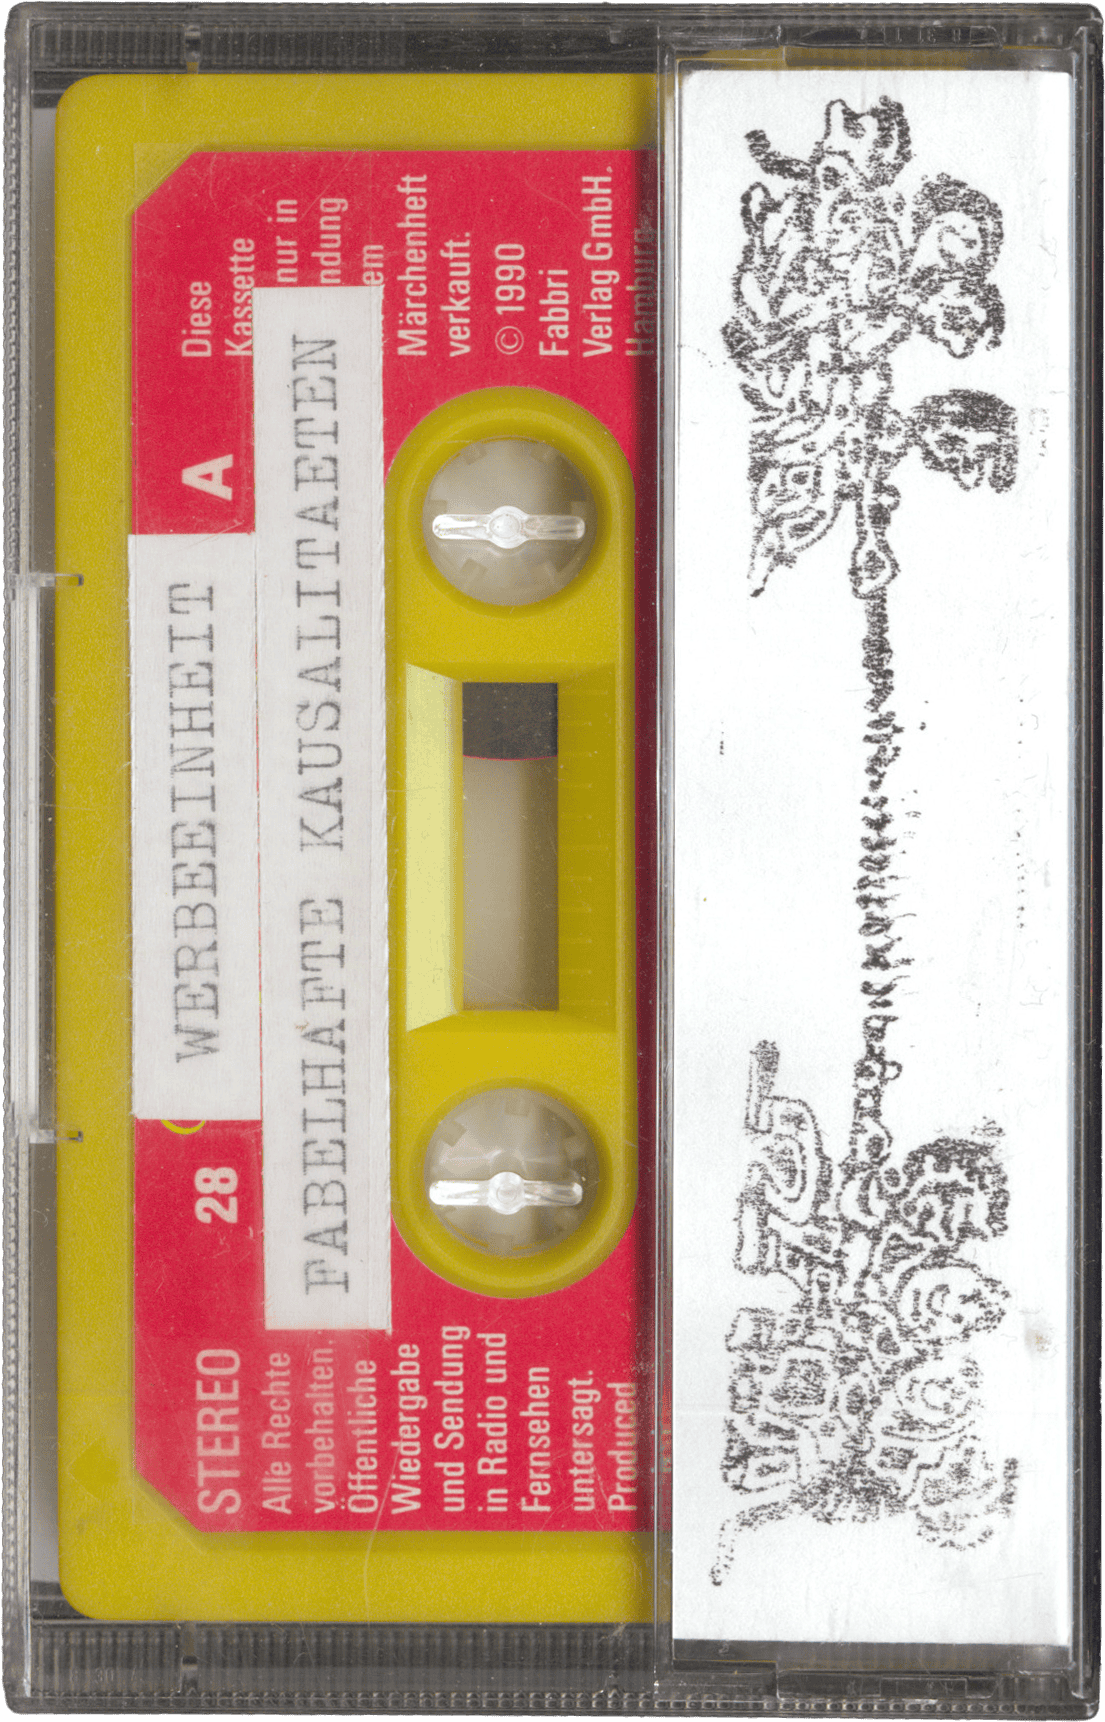 WERBEEINHEIT
FABELHAFTE KAUSALITAETEN
STEREO
28
A
Alle Rechte
vorbehalten.
Öffentliche
Wiedergabe
und Sendung
in Radio und
Fernsehen
untersagt.
Produced
Diese
Kassette
nur in
ndung
em
Märchenheft
verkauft.
© 1990
Fabbri
Verlag GmbH,
Hamburg